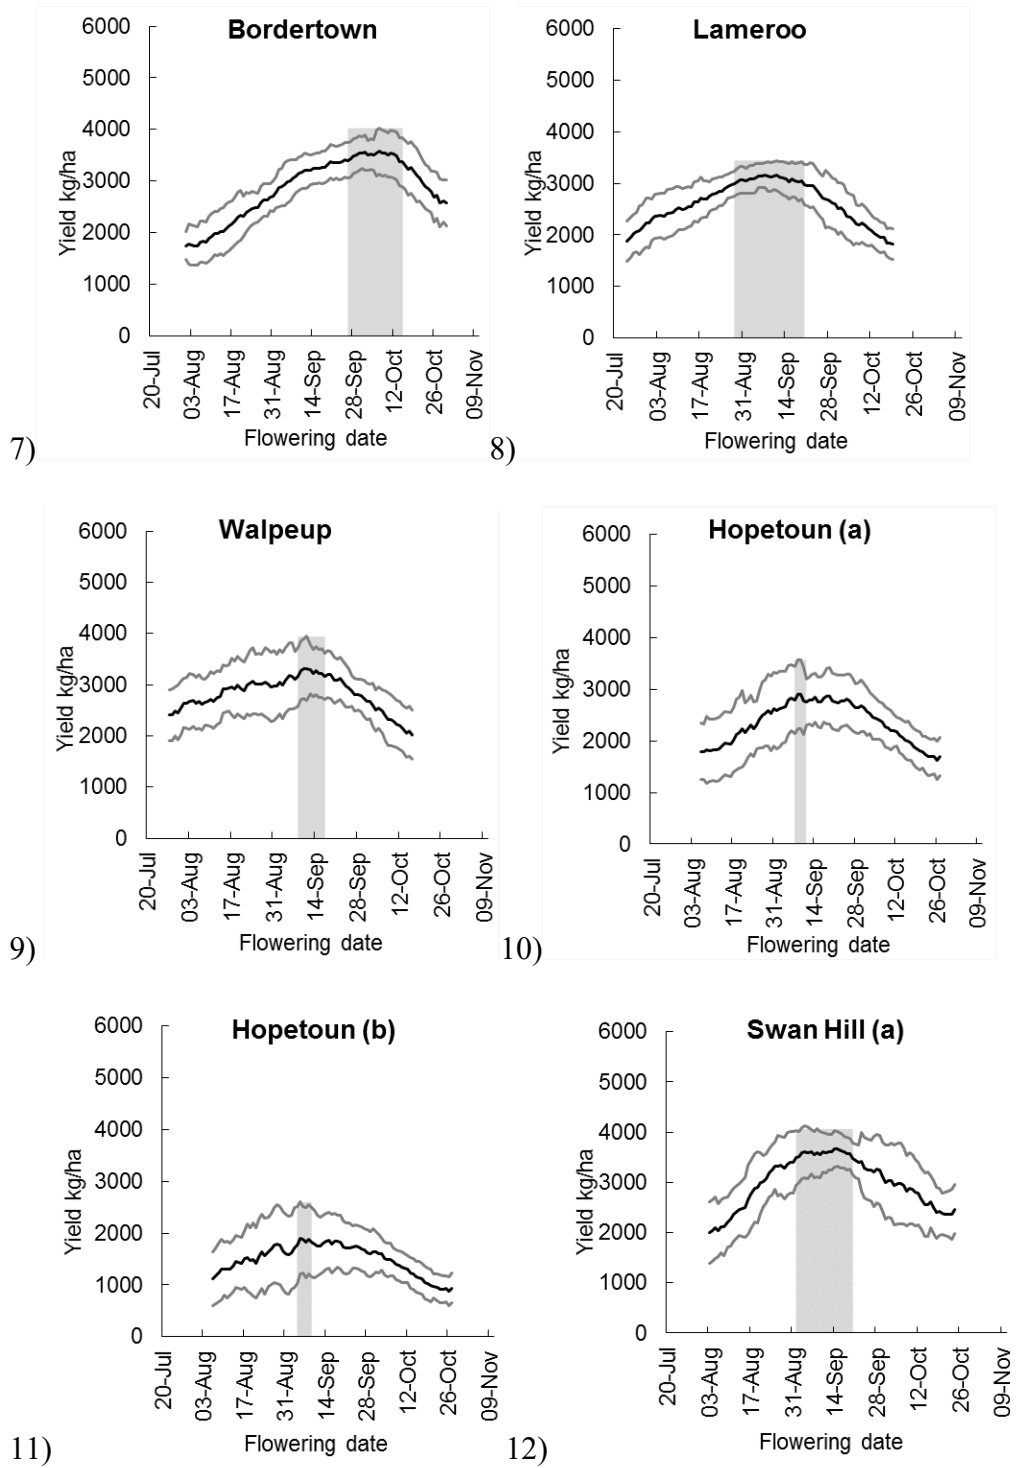 Bordertown
6000
5000
4000
3000
2000
1000
0
Yield kg/ha
20-Jul
03-Aug
17-Aug
31-Aug
14-Sep
28-Sep
12-Oct
26-Oct
09-Nov
Flowering date
7)
Lameroo
6000
5000
4000
3000
2000
1000
0
Yield kg/ha
20-Jul
03-Aug
17-Aug
31-Aug
14-Sep
28-Sep
12-Oct
26-Oct
09-Nov
Flowering date
8)
Walpeup
6000
5000
4000
3000
2000
1000
0
Yield kg/ha
20-Jul
03-Aug
17-Aug
31-Aug
14-Sep
28-Sep
12-Oct
26-Oct
09-Nov
Flowering date
9)
Hopetoun (a)
6000
5000
4000
3000
2000
1000
0
Yield kg/ha
20-Jul
03-Aug
17-Aug
31-Aug
14-Sep
28-Sep
12-Oct
26-Oct
09-Nov
Flowering date
10)
Hopetoun (b)
6000
5000
4000
3000
2000
1000
0
Yield kg/ha
20-Jul
03-Aug
17-Aug
31-Aug
14-Sep
28-Sep
12-Oct
26-Oct
09-Nov
Flowering date
11)
Swan Hill (a)
6000
5000
4000
3000
2000
1000
0
Yield kg/ha
20-Jul
03-Aug
17-Aug
31-Aug
14-Sep
28-Sep
12-Oct
26-Oct
09-Nov
Flowering date
12)